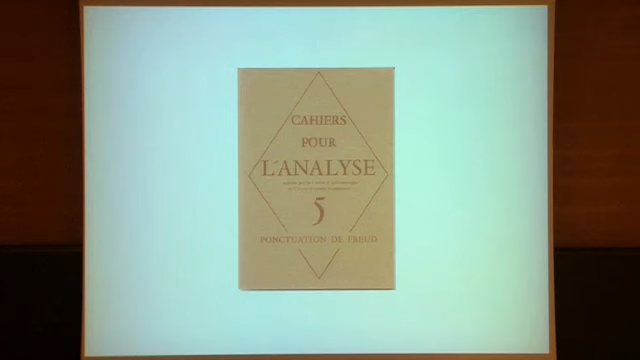 CAHIERS
POUR
L'ANALYSE
5
PONCTUATION DE FREUD